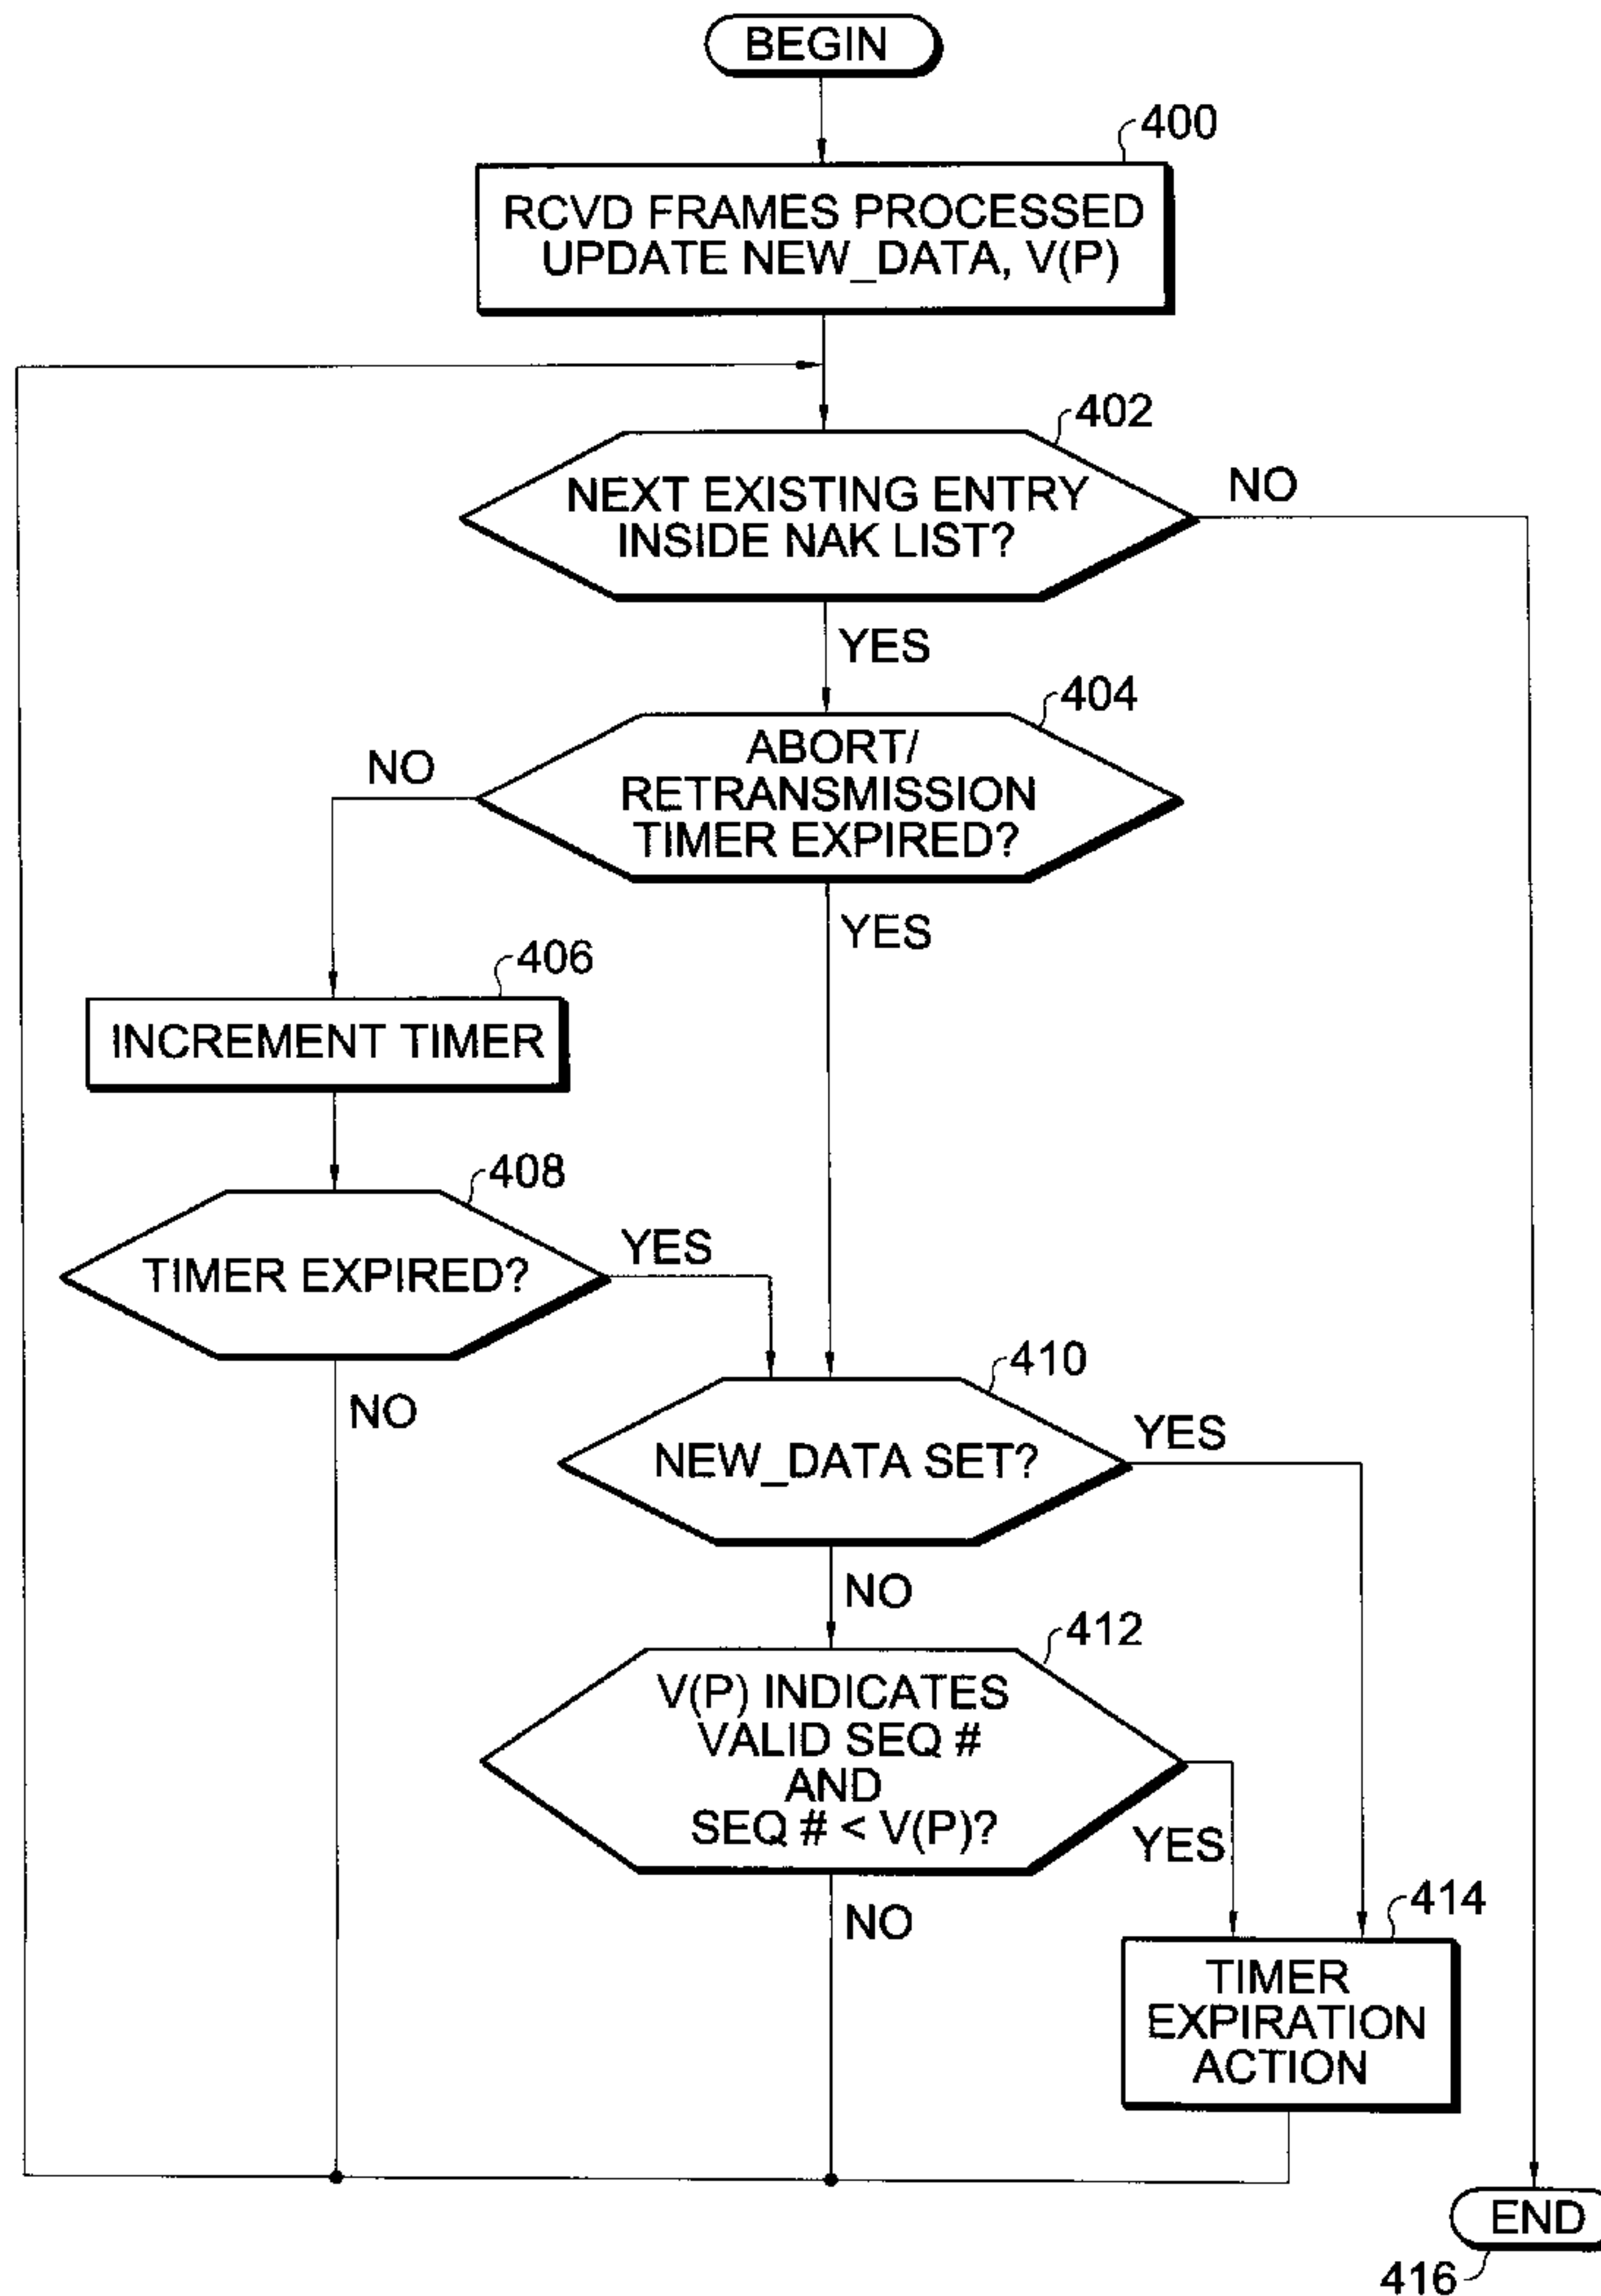 BEGIN
400
RCVD FRAMES PROCESSED
UPDATE NEW_DATA, V(P)
402
NEXT EXISTING ENTRY
INSIDE NAK LIST?
NO
YES
404
ABORT/
RETRANSMISSION
TIMER EXPIRED?
NO
YES
406
INCREMENT TIMER
408
TIMER EXPIRED?
YES
NO
410
NEW_DATA SET?
YES
NO
412
V(P) INDICATES
VALID SEQ #
AND
SEQ # < V(P)?
YES
NO
414
TIMER
EXPIRATION
ACTION
END
416